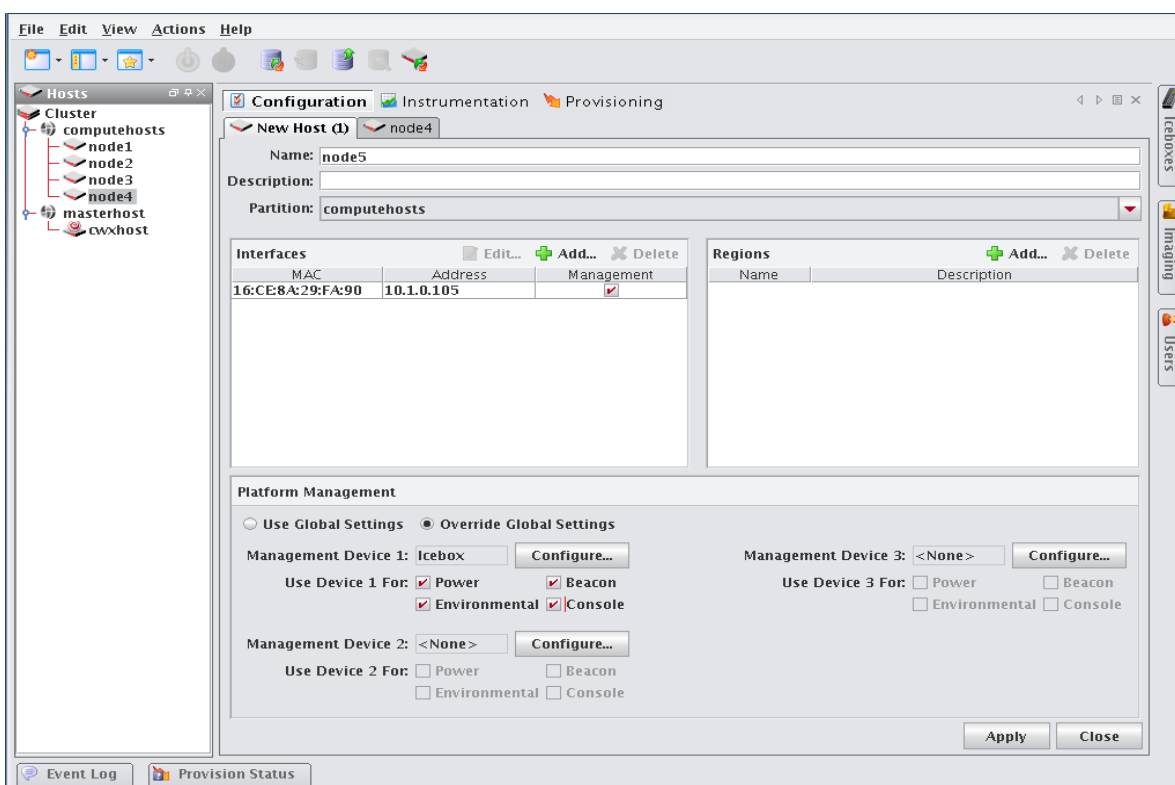 File Edit View Actions Help
Hosts
Cluster
computehosts
node1
node2
node3
node4
masterhost
cwxhost
Configuration Instrumentation Provisioning
New Host (1) node4
Name: node5
Description:
Partition: computehosts
Interfaces Edit... Add... Delete
MAC Address Management
16:CE:8A:29:FA:90 10.1.0.105
Regions Add... Delete
Name Description
Platform Management
Use Global Settings Override Global Settings
Management Device 1: Icebox Configure...
Use Device 1 For: Power Beacon
Environmental Console
Management Device 2: <None> Configure...
Use Device 2 For: Power Beacon
Environmental Console
Management Device 3: <None> Configure...
Use Device 3 For: Power Beacon
Environmental Console
Apply Close
Iceboxes
Imaging
Users
Event Log Provision Status